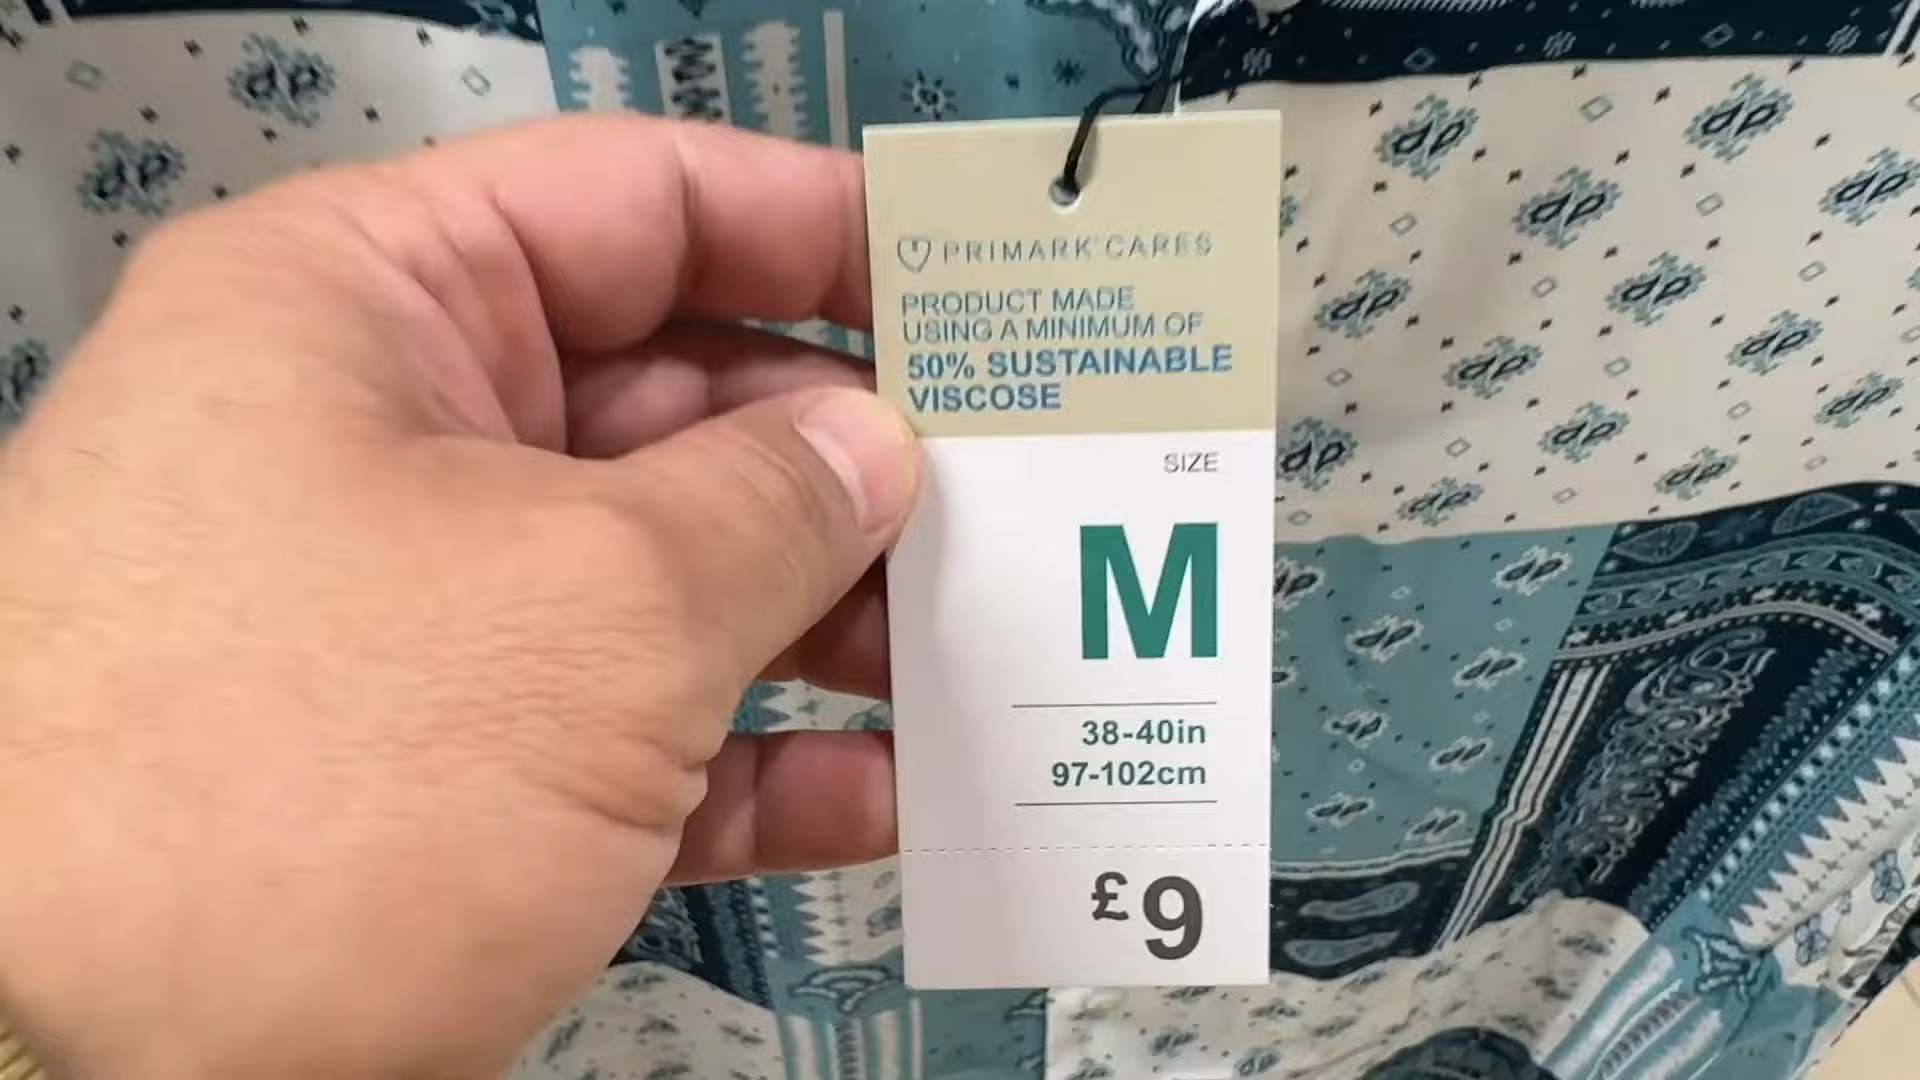 PRIMARK CARES
PRODUCT MADE
USING A MINIMUM OF
50% SUSTAINABLE
VISCOSE
SIZE
M
38-40in
97-102cm
£9